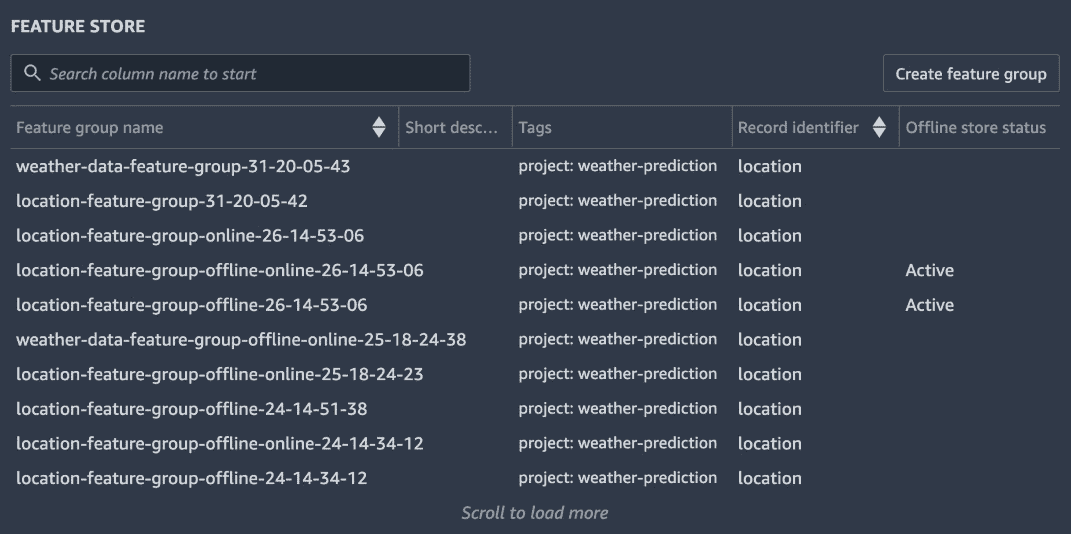 FEATURE STORE
Search column name to start
Create feature group
Feature group name Short desc... Tags Record identifier Offline store status
weather-data-feature-group-31-20-05-43 project: weather-prediction location
location-feature-group-31-20-05-42 project: weather-prediction location
location-feature-group-online-26-14-53-06 project: weather-prediction location
location-feature-group-offline-online-26-14-53-06 project: weather-prediction location Active
location-feature-group-offline-26-14-53-06 project: weather-prediction location Active
weather-data-feature-group-offline-online-25-18-24-38 project: weather-prediction location
location-feature-group-offline-online-25-18-24-23 project: weather-prediction location
location-feature-group-offline-24-14-51-38 project: weather-prediction location
location-feature-group-offline-online-24-14-34-12 project: weather-prediction location
location-feature-group-offline-24-14-34-12 project: weather-prediction location
Scroll to load more